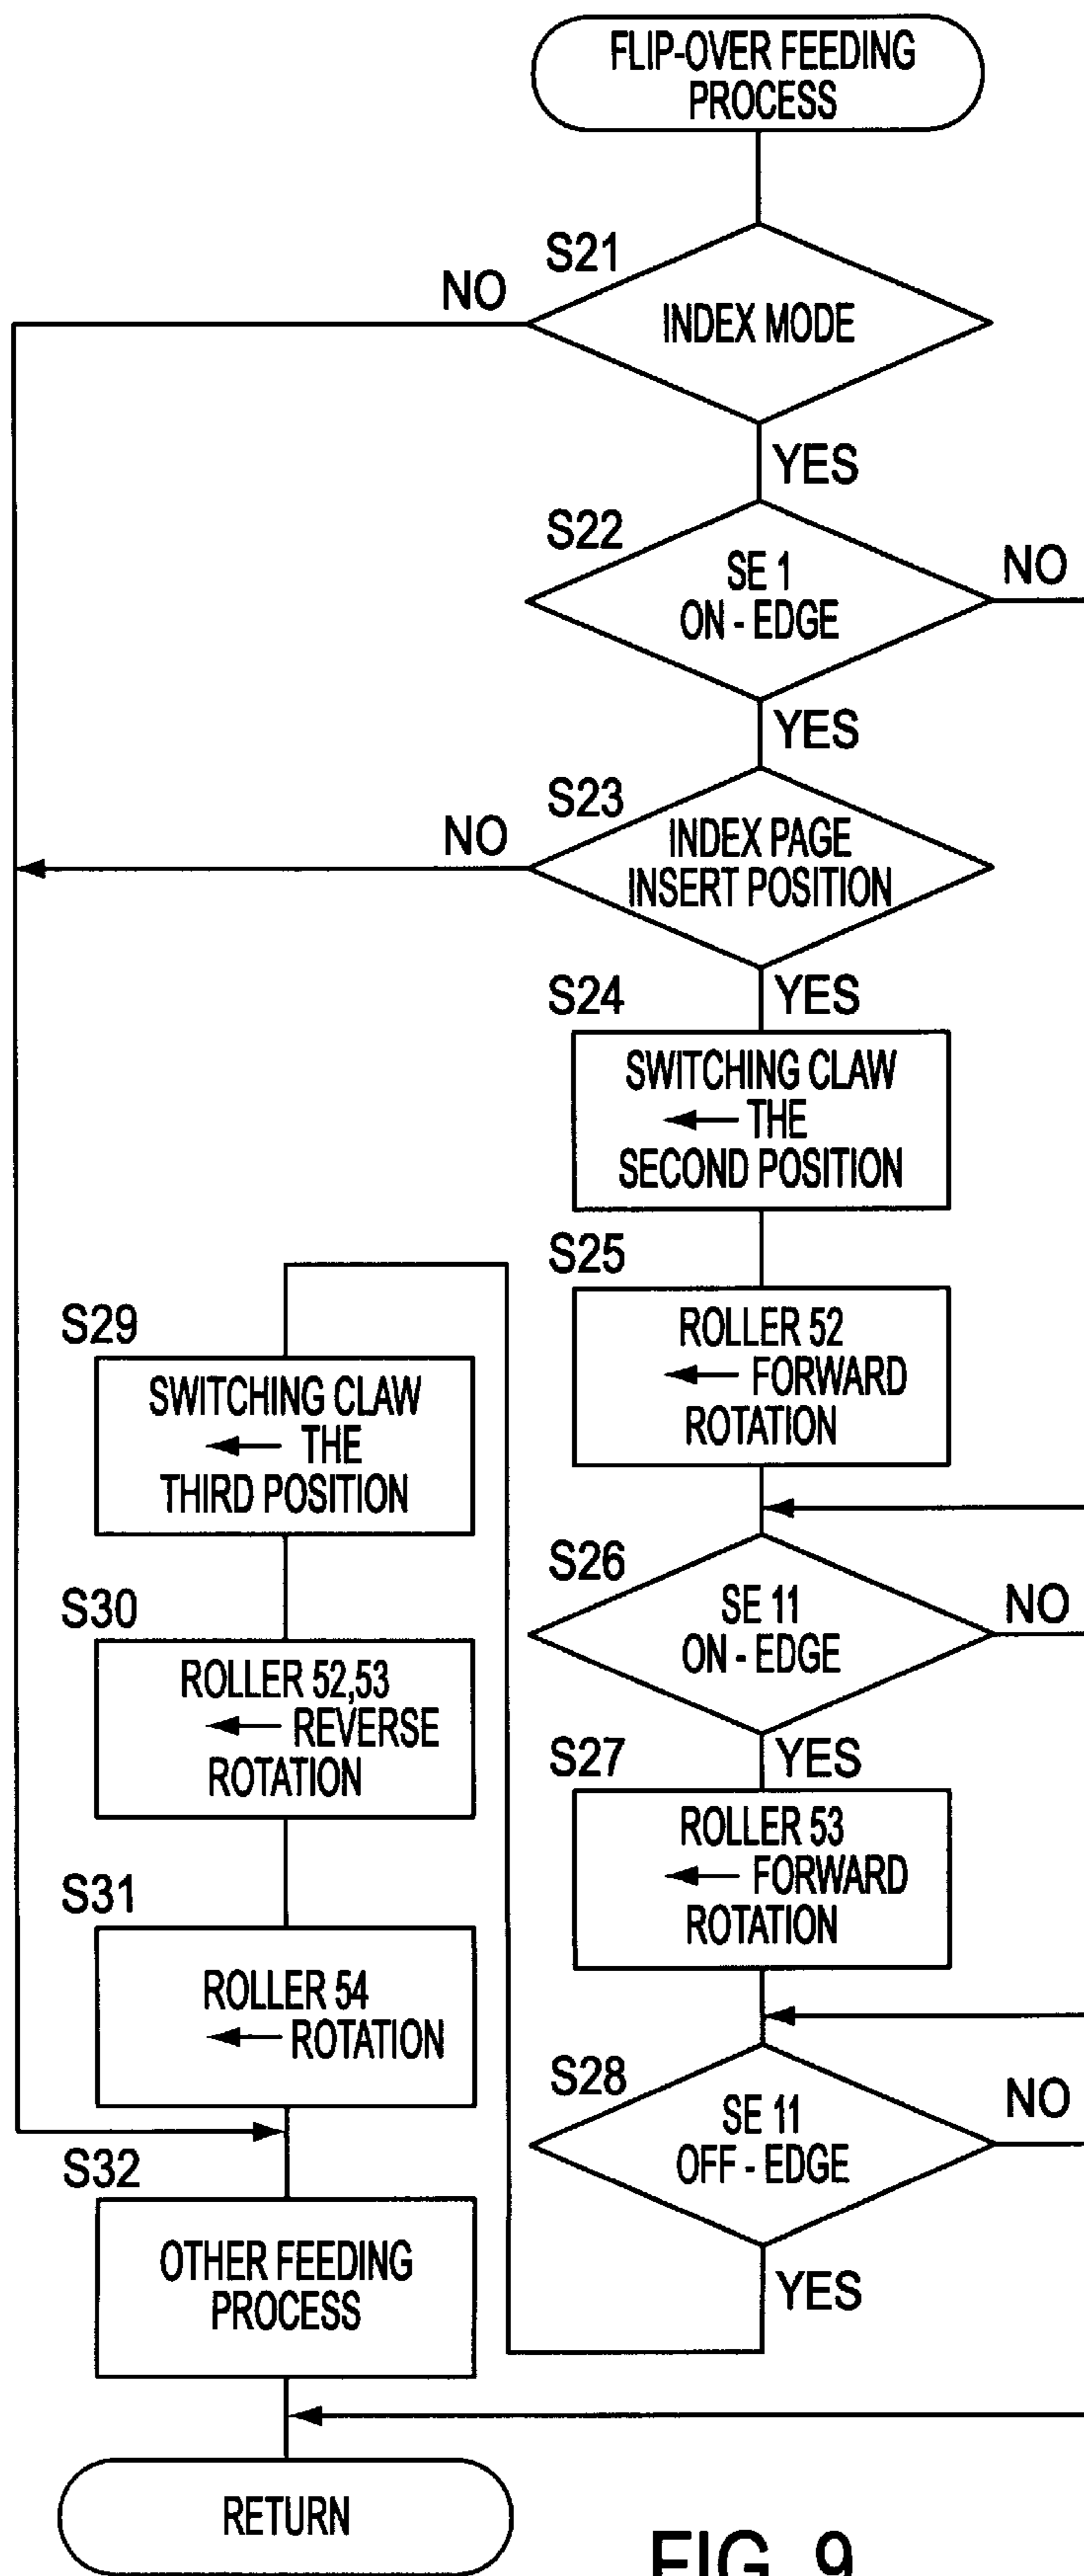 FLIP-OVER FEEDING
PROCESS
S21
NO
INDEX MODE
YES
S22
SE 1
ON - EDGE
NO
YES
S23
NO
INDEX PAGE
INSERT POSITION
YES
S24
SWITCHING CLAW
← THE
SECOND POSITION
S25
ROLLER 52
← FORWARD
ROTATION
S26
SE 11
ON - EDGE
NO
YES
S27
ROLLER 53
← FORWARD
ROTATION
S28
SE 11
OFF - EDGE
NO
YES
S29
SWITCHING CLAW
← THE
THIRD POSITION
S30
ROLLER 52,53
← REVERSE
ROTATION
S31
ROLLER 54
← ROTATION
S32
OTHER FEEDING
PROCESS
RETURN
FIG. 9